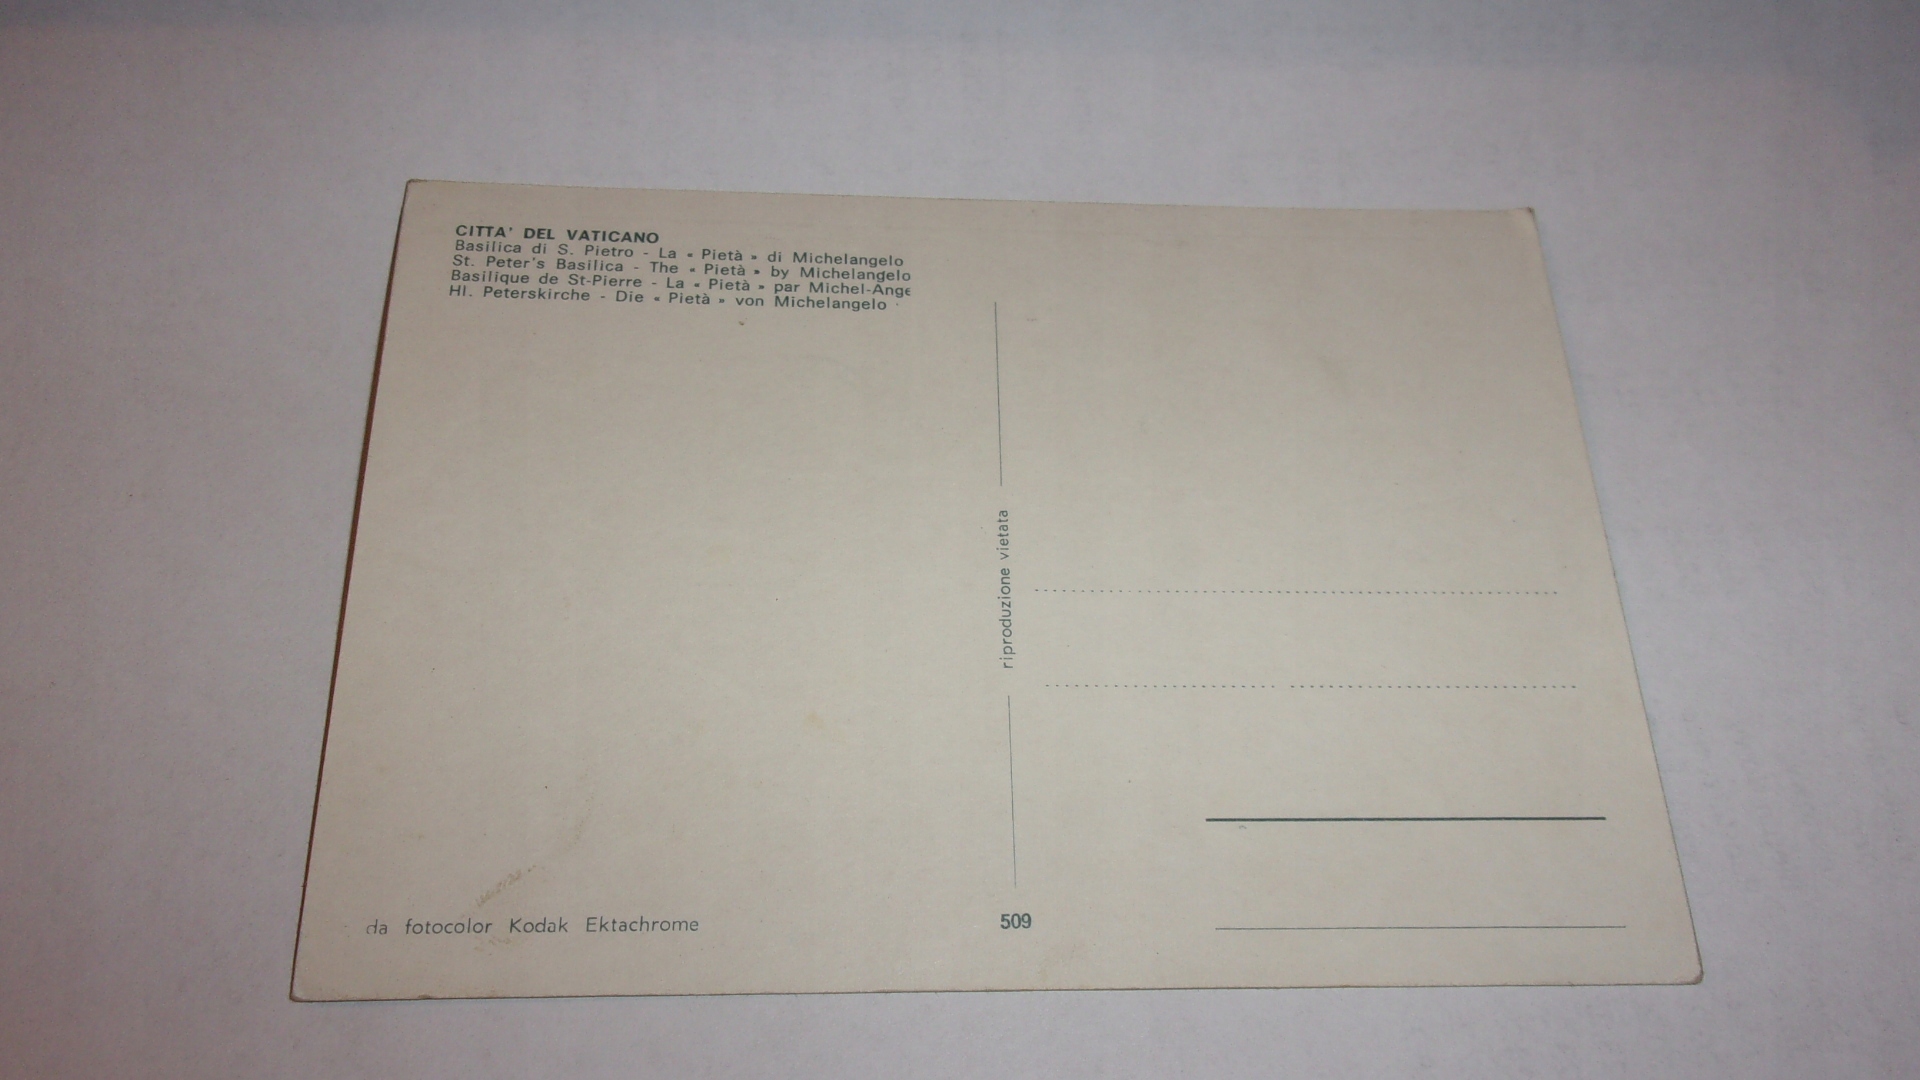 CITTA' DEL VATICANO
Basilica di S. Pietro - La « Pietà » di Michelangelo
St. Peter's Basilica - The « Pietà » by Michelangelo
Basilique de St-Pierre - La « Pietà » par Michel-Ange
Hl. Peterskirche - Die « Pietà » von Michelangelo
riproduzione vietata
da fotocolor Kodak Ektachrome
509